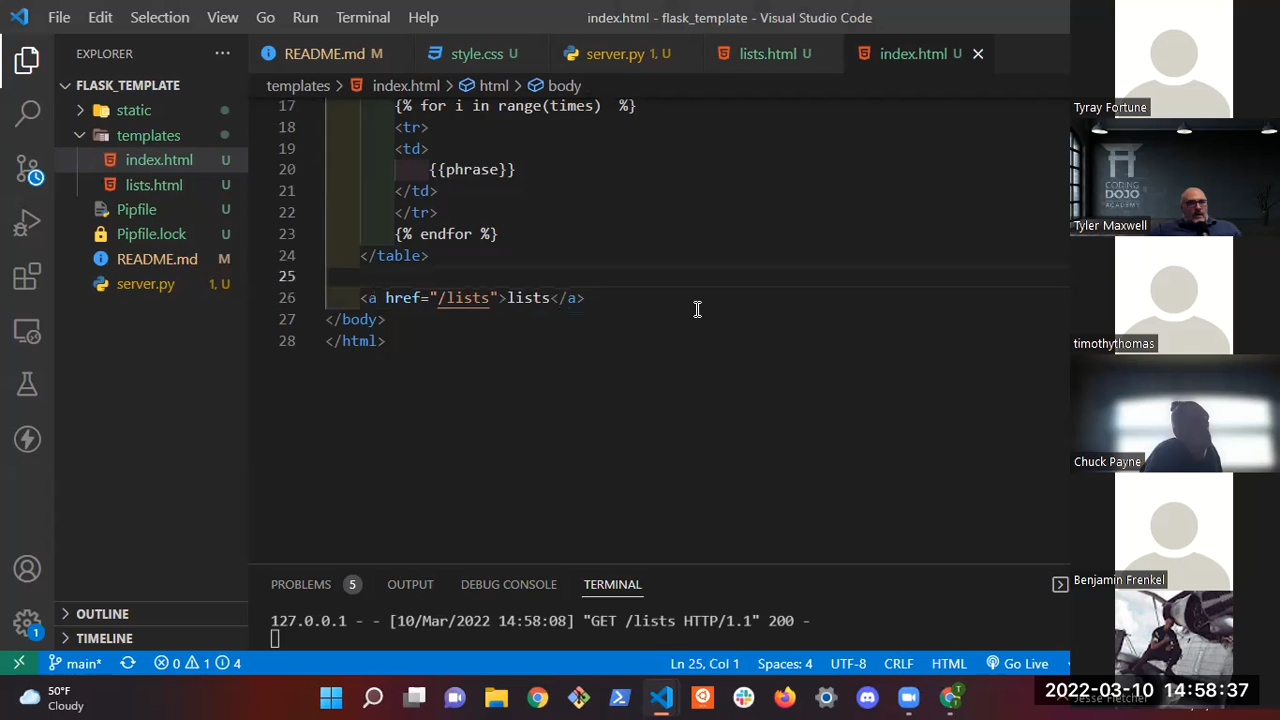 File Edit Selection View Go Run Terminal Help
index.html - flask_template - Visual Studio Code
EXPLORER
FLASK_TEMPLATE
static
templates
index.html U
lists.html U
Pipfile U
Pipfile.lock U
README.md M
server.py 1, U
OUTLINE
TIMELINE
README.md M style.css U server.py 1, U lists.html U index.html U
templates > index.html > html > body
17 {% for i in range(times)  %}
18 <tr>
19 <td>
20 {{phrase}}
21 </td>
22 </tr>
23 {% endfor %}
24 </table>
25
26 <a href="/lists">lists</a>
27 </body>
28 </html>
PROBLEMS 5 OUTPUT DEBUG CONSOLE TERMINAL
127.0.0.1 - - [10/Mar/2022 14:58:08] "GET /lists HTTP/1.1" 200 -
1
main* 0 1 4 Ln 25, Col 1 Spaces: 4 UTF-8 CRLF HTML Go Live
50°F
Cloudy
Tyray Fortune
CODING
DOJO
ACADEMY
Tyler Maxwell
timothythomas
Chuck Payne
Benjamin Frenkel
2022-03-10 14:58:37
Jesse Fletcher